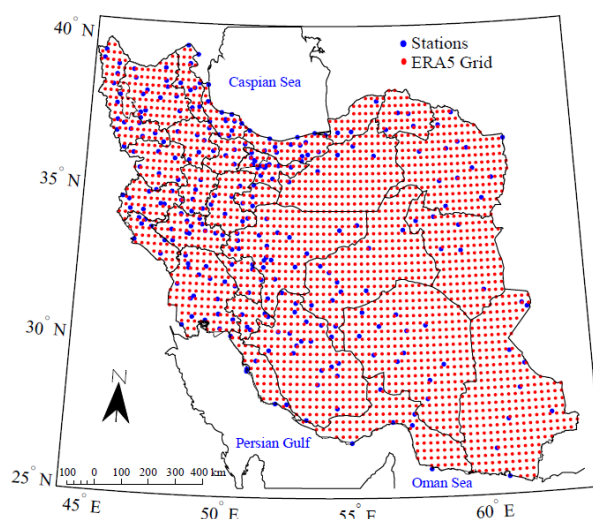 40° N
Stations
ERA5 Grid
Caspian Sea
35° N
30° N
N
Persian Gulf
100 0 100 200 300 400 km
25° N
Oman Sea
45° E
50° E
55° E
60° E